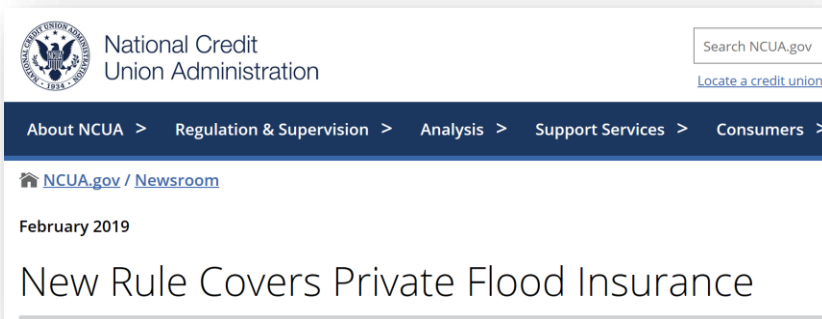 National Credit
Union Administration
Search NCUA.gov
Locate a credit union
About NCUA > Regulation & Supervision > Analysis > Support Services > Consumers >
NCUA.gov / Newsroom
February 2019
New Rule Covers Private Flood Insurance